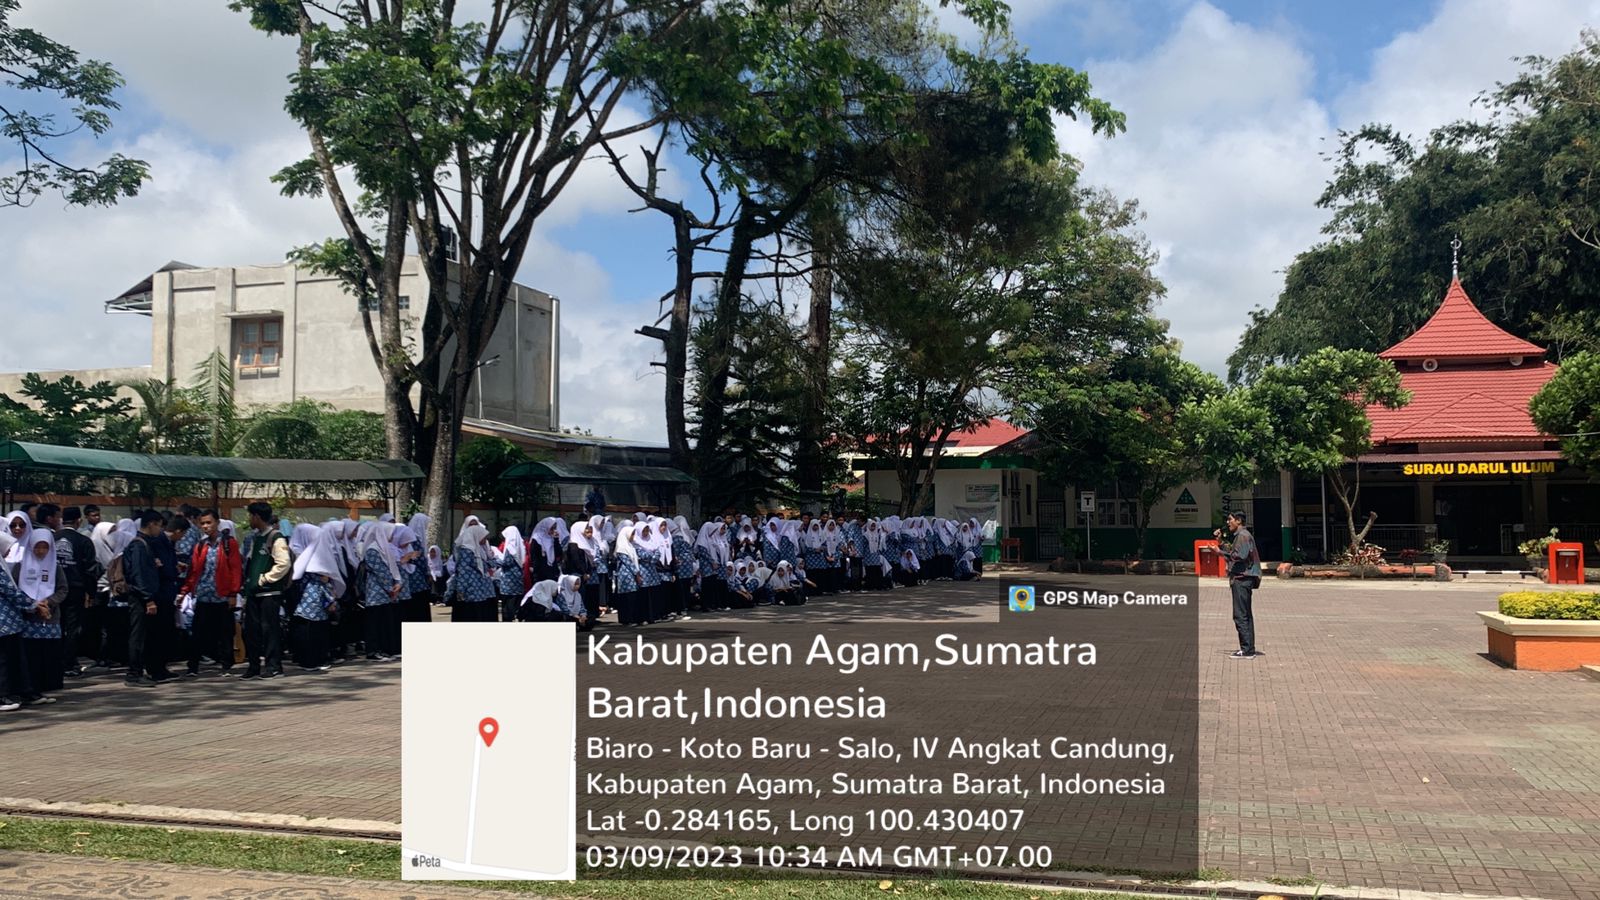 SURAU DARUL ULUM
GPS Map Camera
Kabupaten Agam,Sumatra
Barat,Indonesia
Biaro - Koto Baru - Salo, IV Angkat Candung,
Kabupaten Agam, Sumatra Barat, Indonesia
Lat -0.284165, Long 100.430407
03/09/2023 10:34 AM GMT+07.00
Peta